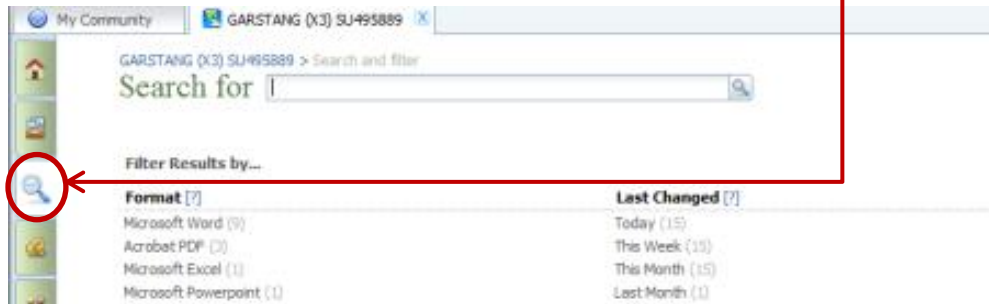 My Community GARSTANG (X3) SU495889 X
GARSTANG (X3) SU495889 > Search and filter
Search for
Filter Results by...
Format [?] Last Changed [?]
Microsoft Word (9) Today (15)
Acrobat PDF (3) This Week (15)
Microsoft Excel (1) This Month (15)
Microsoft Powerpoint (1) Last Month (1)